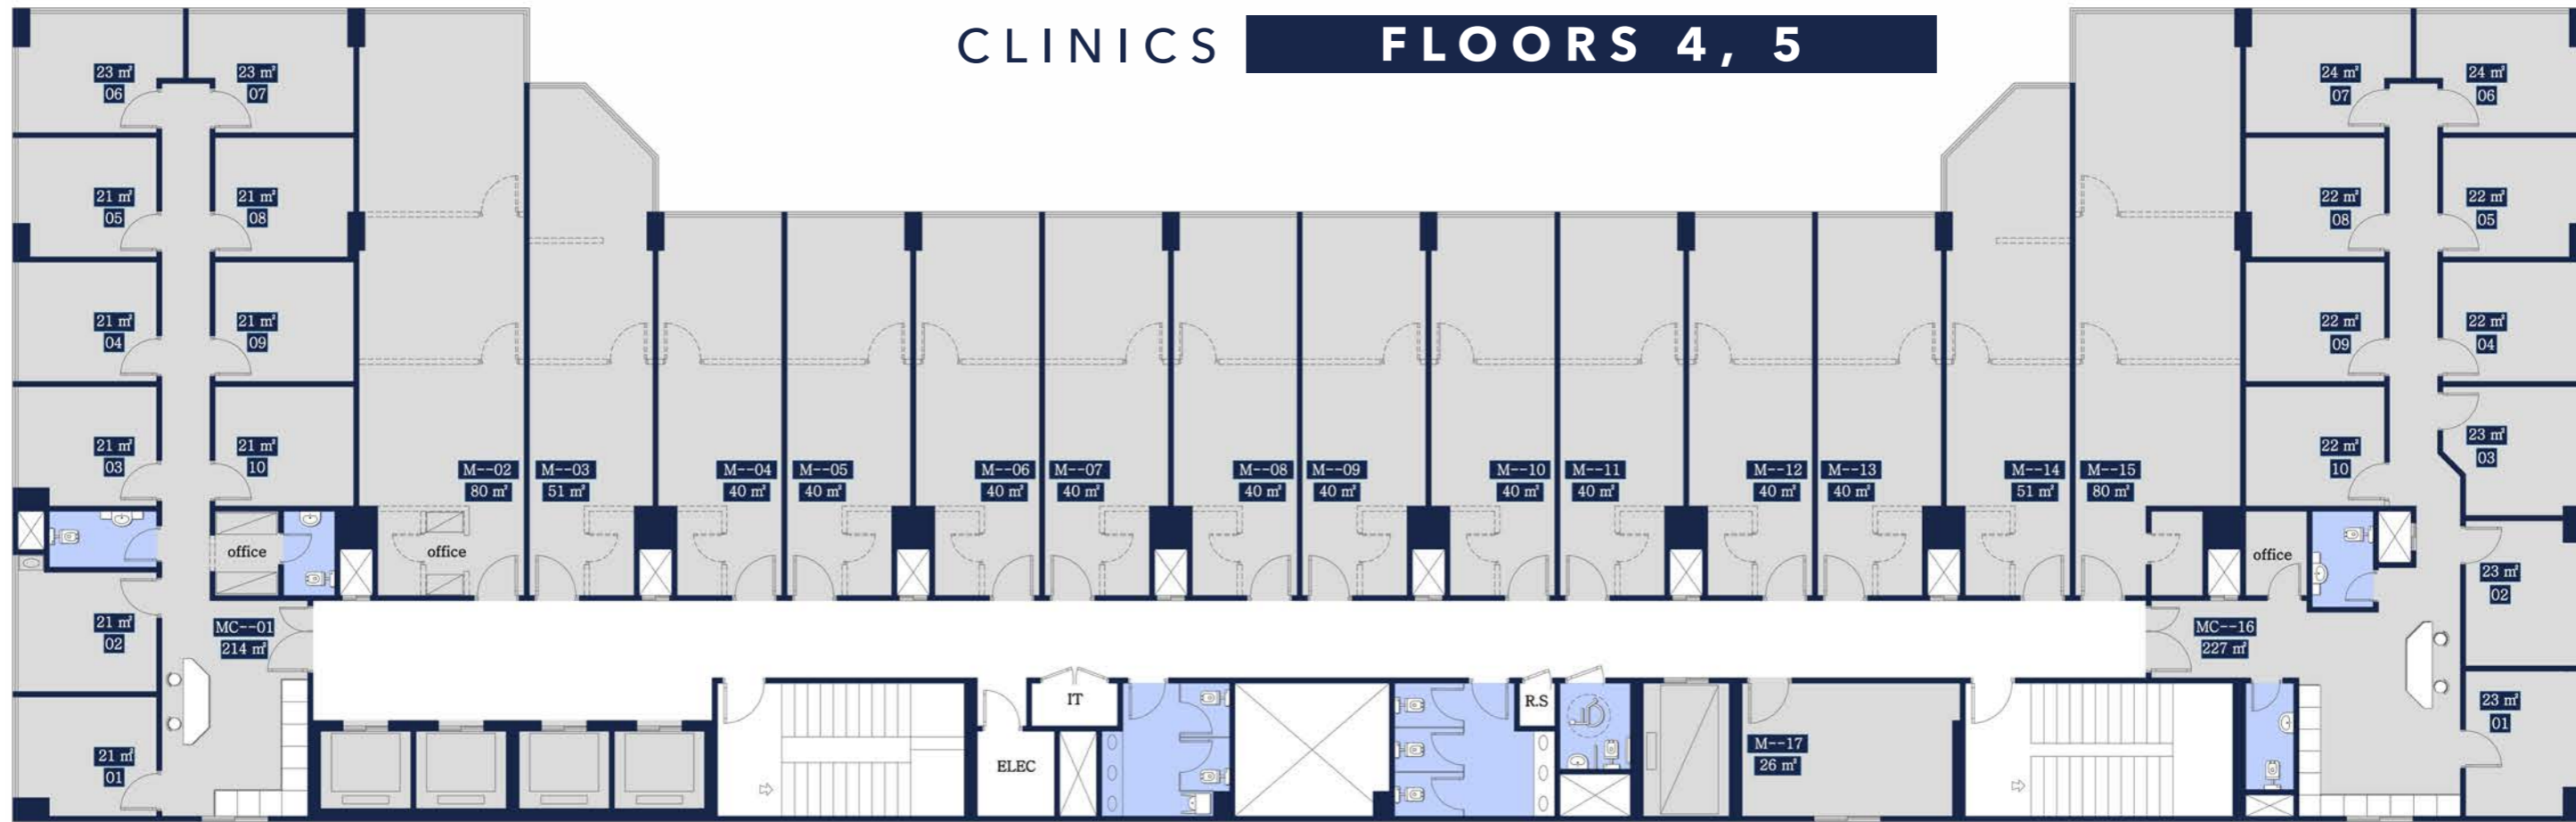 CLINICS FLOORS 4, 5
23 m²
06
23 m²
07
24 m²
07
24 m²
06
21 m²
05
21 m²
08
22 m²
08
22 m²
05
21 m²
04
21 m²
09
22 m²
09
22 m²
04
21 m²
03
21 m²
10
M--02
80 m²
M--03
51 m²
M--04
40 m²
M--05
40 m²
M--06
40 m²
M--07
40 m²
M--08
40 m²
M--09
40 m²
M--10
40 m²
M--11
40 m²
M--12
40 m²
M--13
40 m²
M--14
51 m²
M--15
80 m²
22 m²
10
23 m²
03
office
office
office
23 m²
02
21 m²
02
MC--01
214 m²
MC--16
227 m²
21 m²
01
ELEC
IT
R.S
M--17
26 m²
23 m²
01